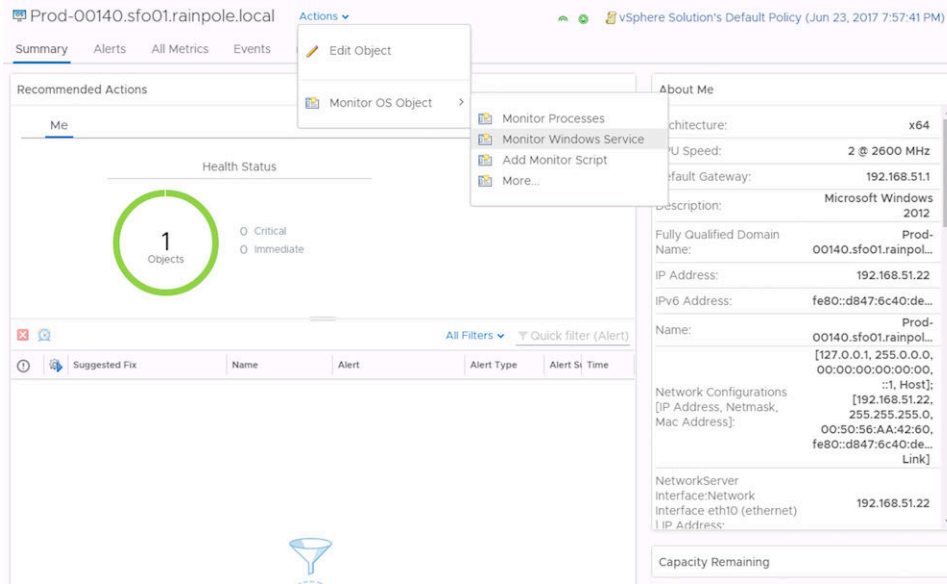 Prod-00140.sfo01.rainpole.local
Actions
vSphere Solution's Default Policy (Jun 23, 2017 7:57:41 PM)
Summary
Alerts
All Metrics
Events
Edit Object
Monitor OS Object
Monitor Processes
Monitor Windows Service
Add Monitor Script
More...
Recommended Actions
Me
Health Status
1
Objects
0 Critical
0 Immediate
All Filters
Quick filter (Alert)
Suggested Fix
Name
Alert
Alert Type
Alert Su
Time
About Me
chitecture:
x64
PU Speed:
2 @ 2600 MHz
efault Gateway:
192.168.51.1
Description:
Microsoft Windows
2012
Fully Qualified Domain
Name:
Prod-
00140.sfo01.rainpol...
IP Address:
192.168.51.22
IPv6 Address:
fe80::d847:6c40:de...
Name:
Prod-
00140.sfo01.rainpol...
Network Configurations
[IP Address, Netmask,
Mac Address]:
[127.0.0.1, 255.0.0.0,
00:00:00:00:00:00,
::1, Host];
[192.168.51.22,
255.255.255.0,
00:50:56:AA:42:60,
fe80::d847:6c40:de...
Link]
NetworkServer
Interface:Network
Interface eth10 (ethernet)
| IP Address:
192.168.51.22
Capacity Remaining